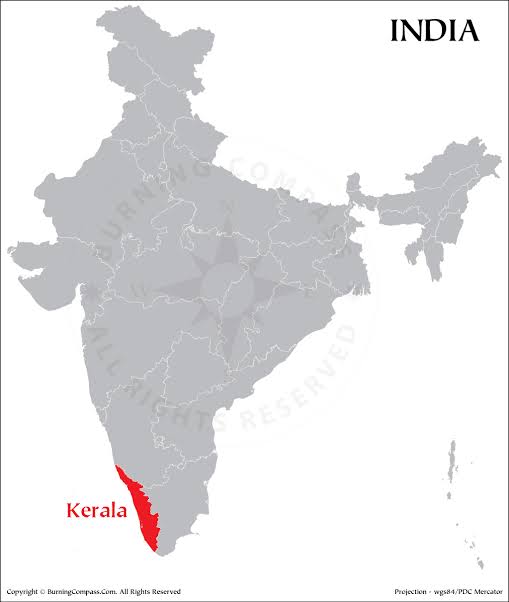 INDIA
BURNING COMPASS
ALL RIGHTS RESERVED
Kerala
Copyright © BurningCompass.Com. All Rights Reserved
Projection - wgs84/PDC Mercator